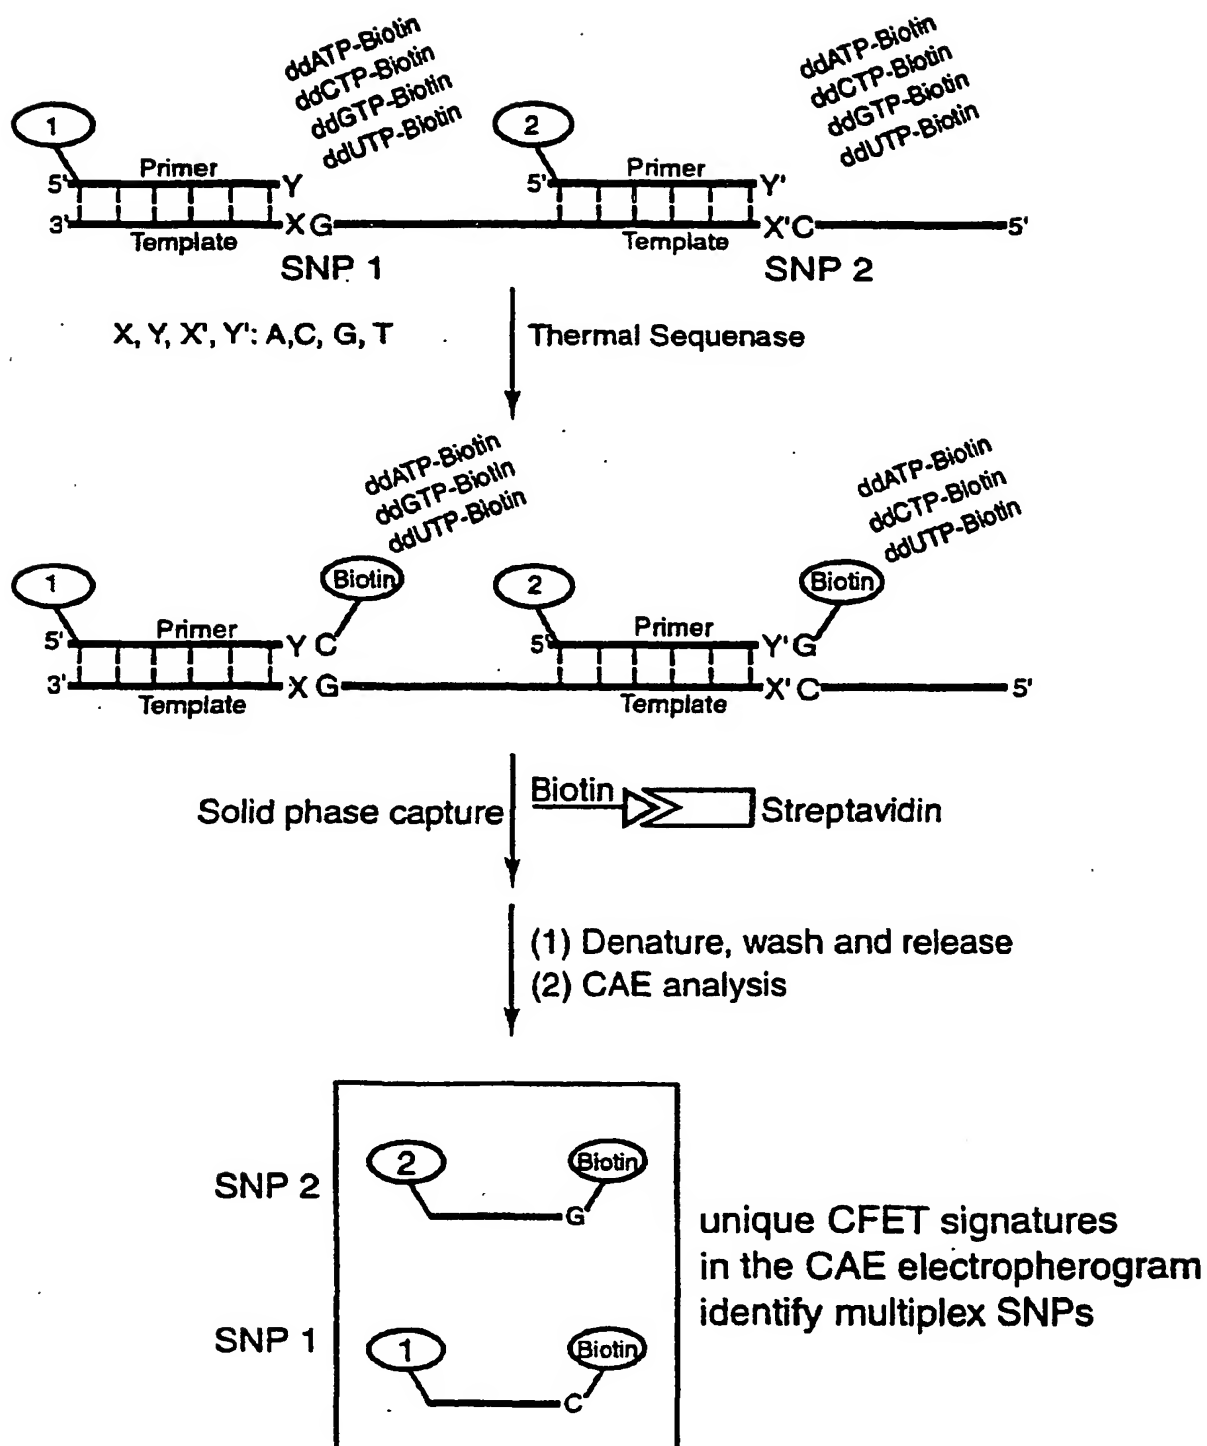 ddATP-Biotin
ddCTP-Biotin
ddGTP-Biotin
ddUTP-Biotin
ddATP-Biotin
ddCTP-Biotin
ddGTP-Biotin
ddUTP-Biotin
1
2
5' Primer Y
5' Primer Y'
3' Template X G
Template X' C 5'
SNP 1
SNP 2
X, Y, X', Y': A,C, G, T
Thermal Sequenase
ddATP-Biotin
ddGTP-Biotin
ddUTP-Biotin
ddATP-Biotin
ddCTP-Biotin
ddUTP-Biotin
1
Biotin
2
Biotin
5' Primer Y C
5' Primer Y' G
3' Template X G
Template X' C 5'
Solid phase capture
Biotin
Streptavidin
(1) Denature, wash and release
(2) CAE analysis
SNP 2
2
Biotin
G
SNP 1
1
Biotin
C
unique CFET signatures
in the CAE electropherogram
identify multiplex SNPs